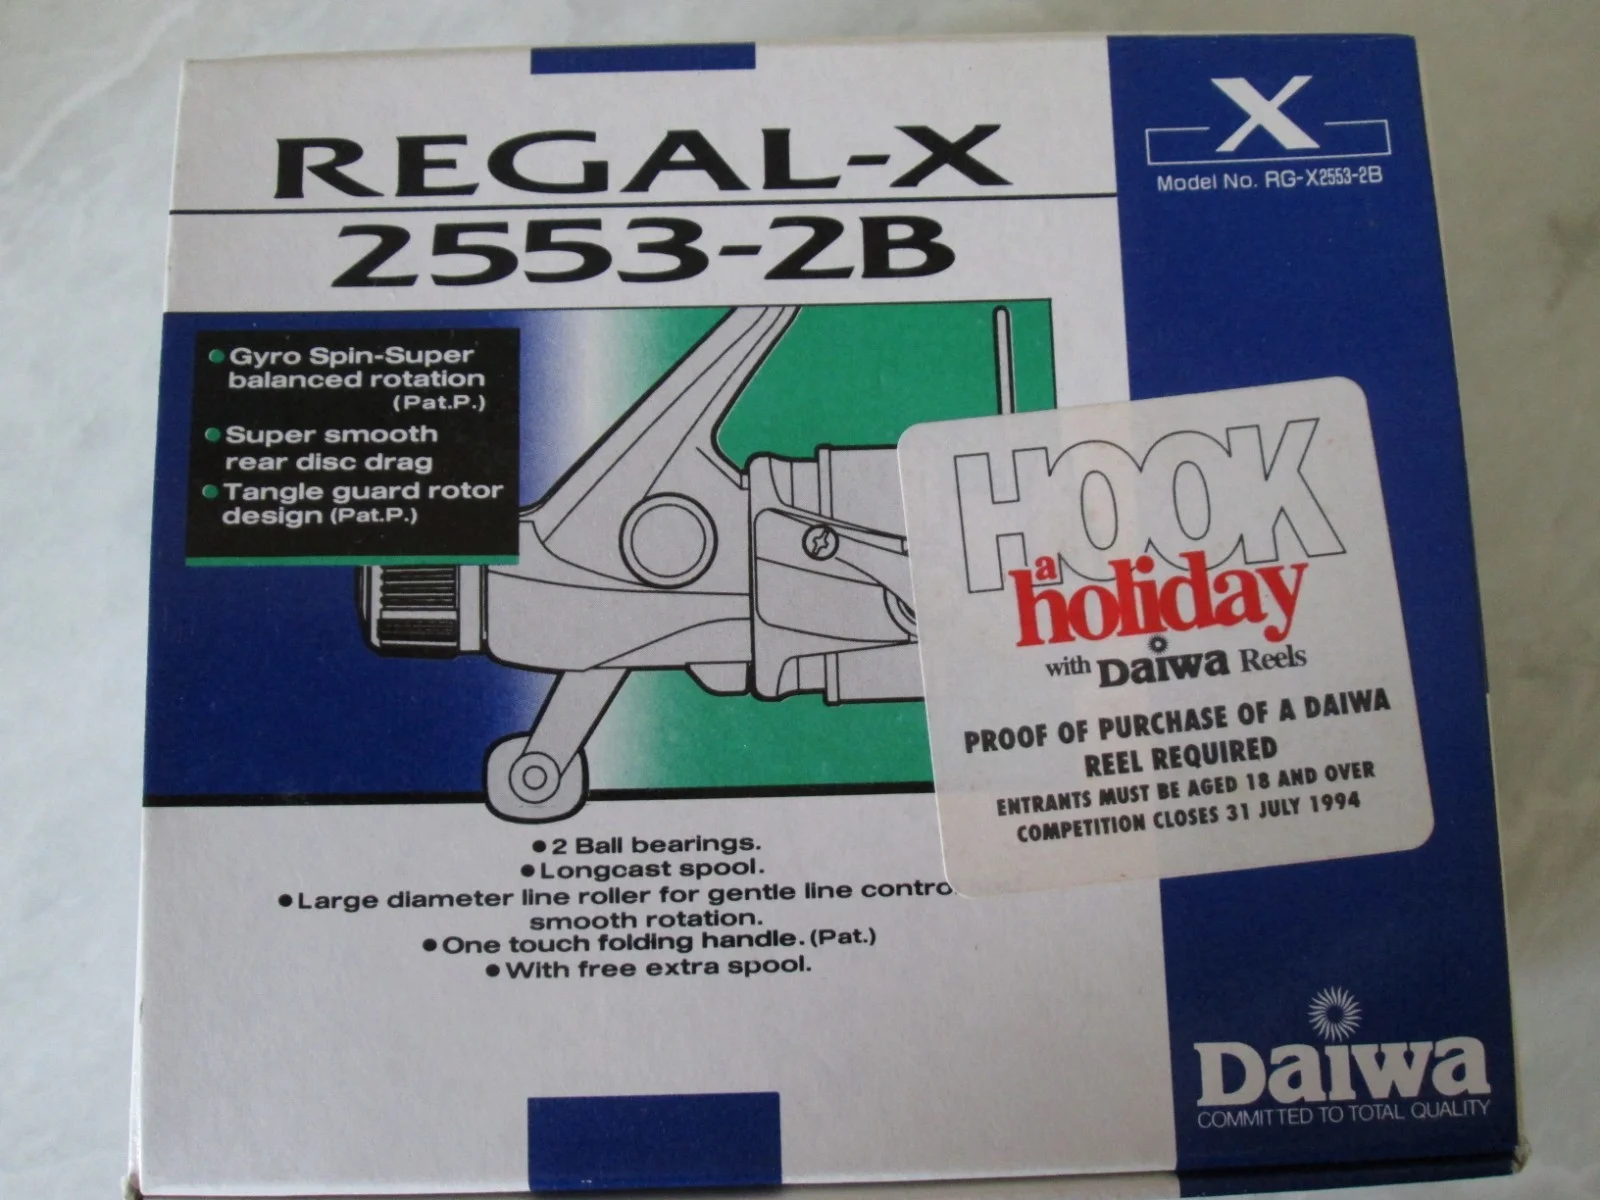 REGAL-X
2553-2B
X
Model No. RG-X2553-2B
● Gyro Spin-Super
balanced rotation
(Pat.P.)
● Super smooth
rear disc drag
● Tangle guard rotor
design (Pat.P.)
HOOK
a
holiday
with Daiwa Reels
PROOF OF PURCHASE OF A DAIWA
REEL REQUIRED
ENTRANTS MUST BE AGED 18 AND OVER
COMPETITION CLOSES 31 JULY 1994
● 2 Ball bearings.
● Longcast spool.
● Large diameter line roller for gentle line contro
smooth rotation.
● One touch folding handle. (Pat.)
● With free extra spool.
Daiwa
COMMITTED TO TOTAL QUALITY